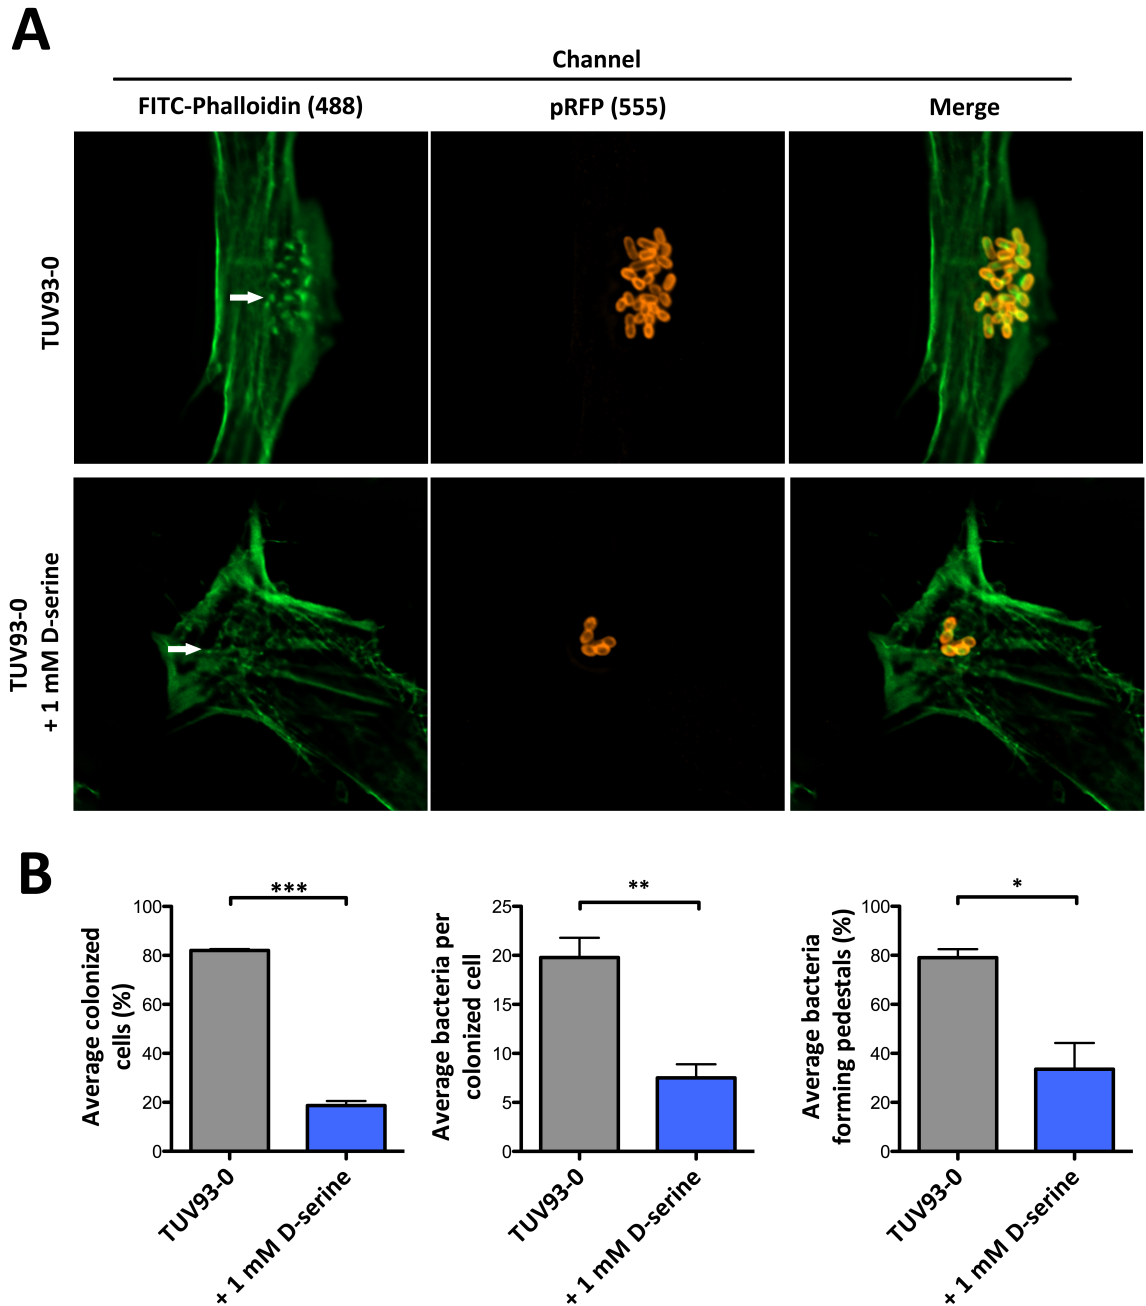 A
Channel
FITC-Phalloidin (488)
pRFP (555)
Merge
TUV93-0
TUV93-0
+ 1 mM D-serine
B
Average colonized
cells (%)
100
80
60
40
20
0
***
TUV93-0
+ 1 mM D-serine
Average bacteria per
colonized cell
25
20
15
10
5
0
**
TUV93-0
+ 1 mM D-serine
Average bacteria
forming pedestals (%)
100
80
60
40
20
0
*
TUV93-0
+ 1 mM D-serine